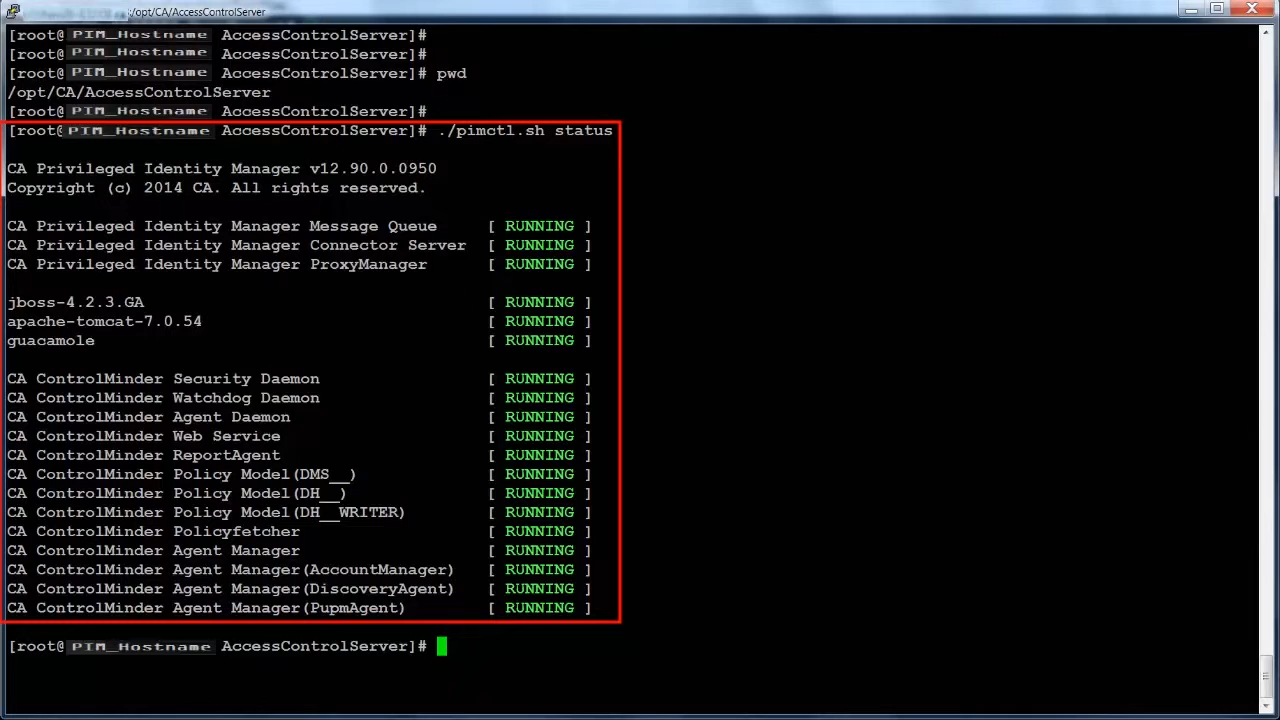 :/opt/CA/AccessControlServer
[root@ PIM_Hostname AccessControlServer]#
[root@ PIM_Hostname AccessControlServer]#
[root@ PIM_Hostname AccessControlServer]# pwd
/opt/CA/AccessControlServer
[root@ PIM_Hostname AccessControlServer]#
[root@ PIM_Hostname AccessControlServer]# ./pimctl.sh status
CA Privileged Identity Manager v12.90.0.0950
Copyright (c) 2014 CA. All rights reserved.
CA Privileged Identity Manager Message Queue [ RUNNING ]
CA Privileged Identity Manager Connector Server [ RUNNING ]
CA Privileged Identity Manager ProxyManager [ RUNNING ]
jboss-4.2.3.GA [ RUNNING ]
apache-tomcat-7.0.54 [ RUNNING ]
guacamole [ RUNNING ]
CA ControlMinder Security Daemon [ RUNNING ]
CA ControlMinder Watchdog Daemon [ RUNNING ]
CA ControlMinder Agent Daemon [ RUNNING ]
CA ControlMinder Web Service [ RUNNING ]
CA ControlMinder ReportAgent [ RUNNING ]
CA ControlMinder Policy Model(DMS__) [ RUNNING ]
CA ControlMinder Policy Model(DH__) [ RUNNING ]
CA ControlMinder Policy Model(DH__WRITER) [ RUNNING ]
CA ControlMinder Policyfetcher [ RUNNING ]
CA ControlMinder Agent Manager [ RUNNING ]
CA ControlMinder Agent Manager(AccountManager) [ RUNNING ]
CA ControlMinder Agent Manager(DiscoveryAgent) [ RUNNING ]
CA ControlMinder Agent Manager(PupmAgent) [ RUNNING ]
[root@ PIM_Hostname AccessControlServer]#